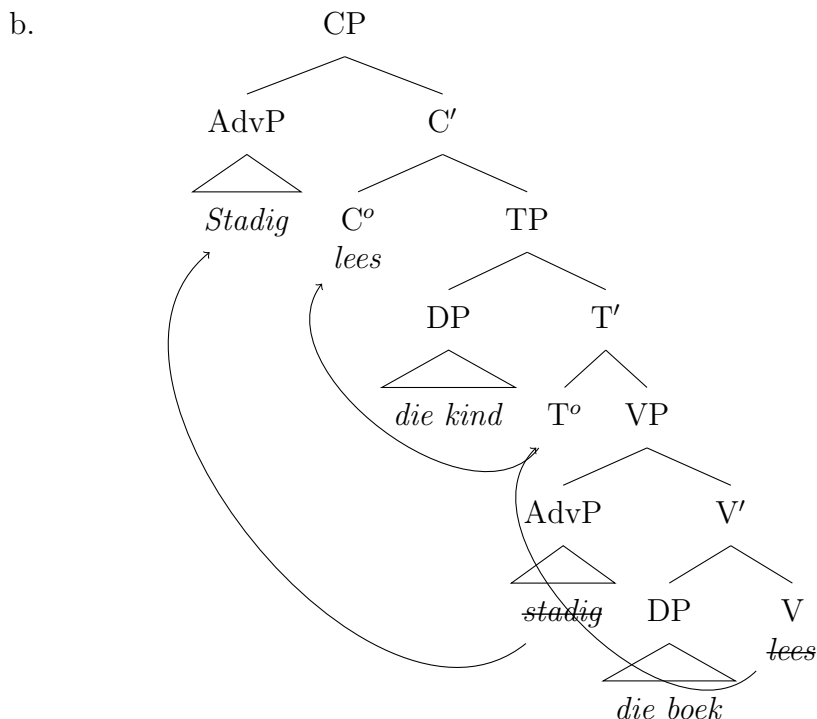 b.
CP
AdvP C′
Stadig Cᵒ TP
lees
DP T′
die kind Tᵒ VP
AdvP V′
stadig DP V
lees
die boek